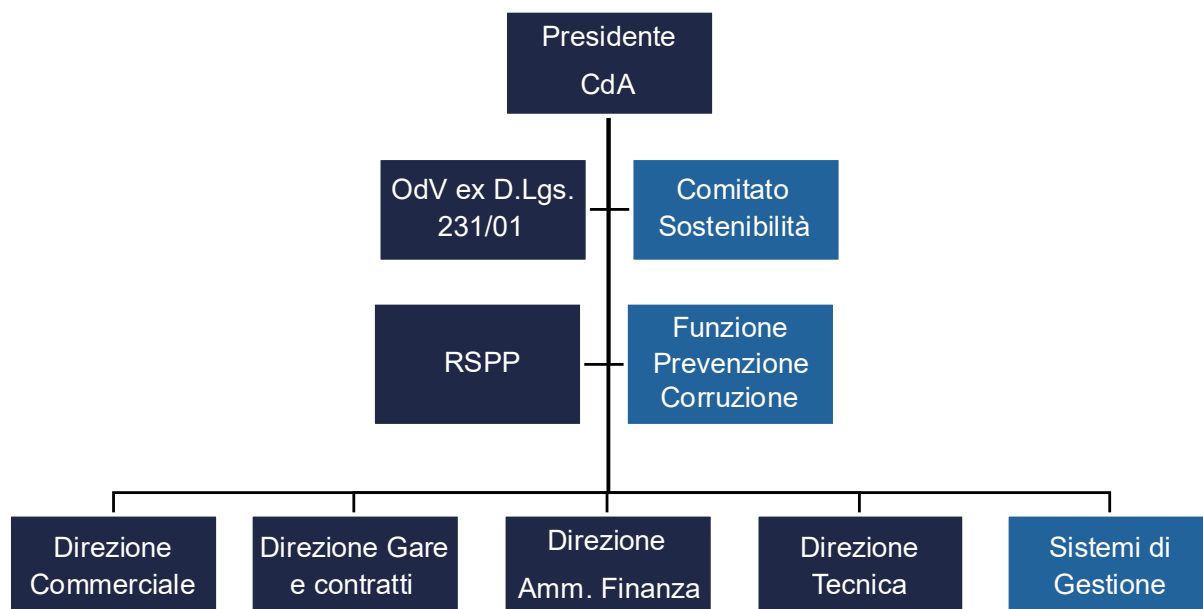 Presidente
CdA
OdV ex D.Lgs.
231/01
Comitato
Sostenibilità
RSPP
Funzione
Prevenzione
Corruzione
Direzione
Commerciale
Direzione Gare
e contratti
Direzione
Amm. Finanza
Direzione
Tecnica
Sistemi di
Gestione